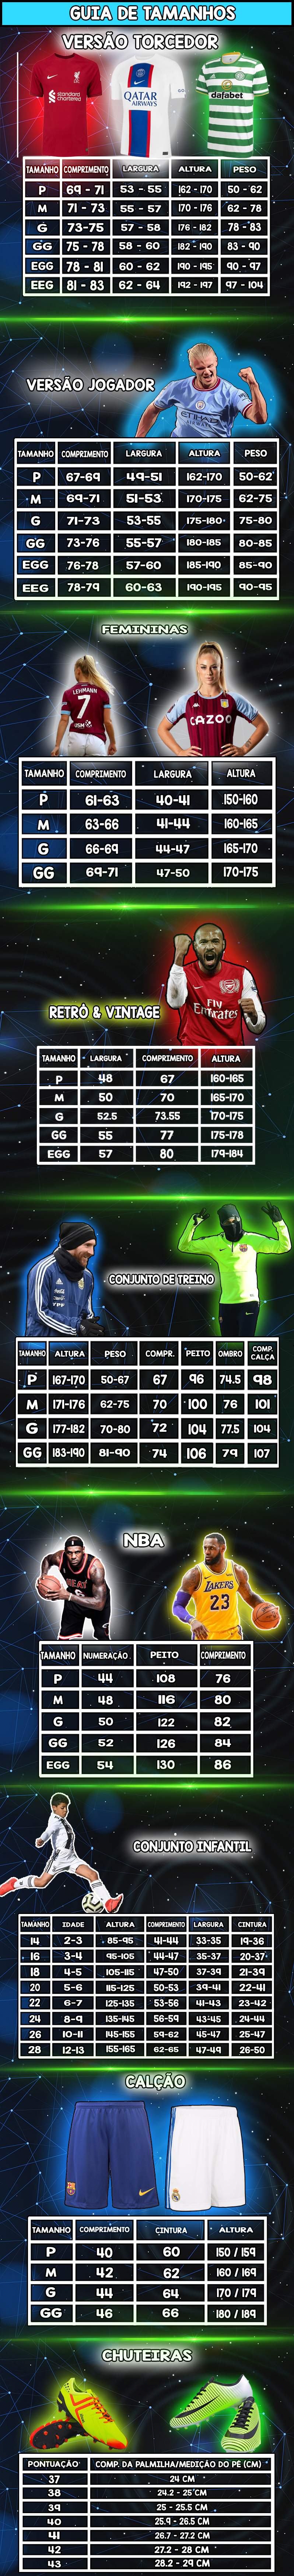 GUIA DE TAMANHOS
VERSÃO TORCEDOR
standard chartered
QATAR AIRWAYS
dafabet
TAMANHO COMPRIMENTO LARGURA ALTURA PESO
P 69 - 71 53 - 55 162 - 170 50 - 62
M 71 - 73 55 - 57 170 - 176 62 - 78
G 73-75 57 - 58 176 - 182 78 - 83
GG 75 - 78 58 - 60 182 - 190 83 - 90
EGG 78 - 81 60 - 62 190 - 195 90 - 97
EEG 81 - 83 62 - 64 192 - 197 97 - 104
VERSÃO JOGADOR
ETIHAD AIRWAYS
TAMANHO COMPRIMENTO LARGURA ALTURA PESO
P 67-69 49-51 162-170 50-62
M 69-71 51-53 170-175 62-75
G 71-73 53-55 175-180 75-80
GG 73-76 55-57 180-185 80-85
EGG 76-78 57-60 185-190 85-90
EEG 78-79 60-63 190-195 90-95
FEMININAS
LEHMANN
7
CAZOO
TAMANHO COMPRIMENTO LARGURA ALTURA
P 61-63 40-41 150-160
M 63-66 41-44 160-165
G 66-69 44-47 165-170
GG 69-71 47-50 170-175
Fly Emirates
RETRÔ & VINTAGE
TAMANHO LARGURA COMPRIMENTO ALTURA
P 48 67 160-165
M 50 70 165-170
G 52.5 73.55 170-175
GG 55 77 175-178
EGG 57 80 179-184
CONJUNTO DE TREINO
TAMANHO ALTURA PESO COMPR. PEITO OMBRO COMP. CALÇA
P 167-170 50-67 67 96 74.5 98
M 171-176 62-75 70 100 76 101
G 177-182 70-80 72 104 77.5 104
GG 183-190 81-90 74 106 79 107
NBA
LAKERS
23
TAMANHO NUMERAÇÃO PEITO COMPRIMENTO
P 44 108 76
M 48 116 80
G 50 122 82
GG 52 126 84
EGG 54 130 86
CONJUNTO INFANTIL
TAMANHO IDADE ALTURA COMPRIMENTO LARGURA CINTURA
14 2-3 85-95 41-44 33-35 19-36
16 3-4 95-105 44-47 35-37 20-37
18 4-5 105-115 47-50 37-39 21-39
20 5-6 115-125 50-53 39-41 22-41
22 6-7 125-135 53-56 41-43 23-42
24 8-9 135-145 56-59 43-45 24-44
26 10-11 145-155 59-62 45-47 25-47
28 12-13 155-165 62-65 47-49 26-50
CALÇÃO
TAMANHO COMPRIMENTO CINTURA ALTURA
P 40 60 150 / 159
M 42 62 160 / 169
G 44 64 170 / 179
GG 46 66 180 / 189
CHUTEIRAS
PONTUAÇÃO COMP. DA PALMILHA/MEDIÇÃO DO PÉ (CM)
37 24 CM
38 24.2 - 25 CM
39 25 - 25.5 CM
40 25.9 - 26.5 CM
41 26.7 - 27.2 CM
42 27.2 - 28 CM
43 28.2 - 29 CM